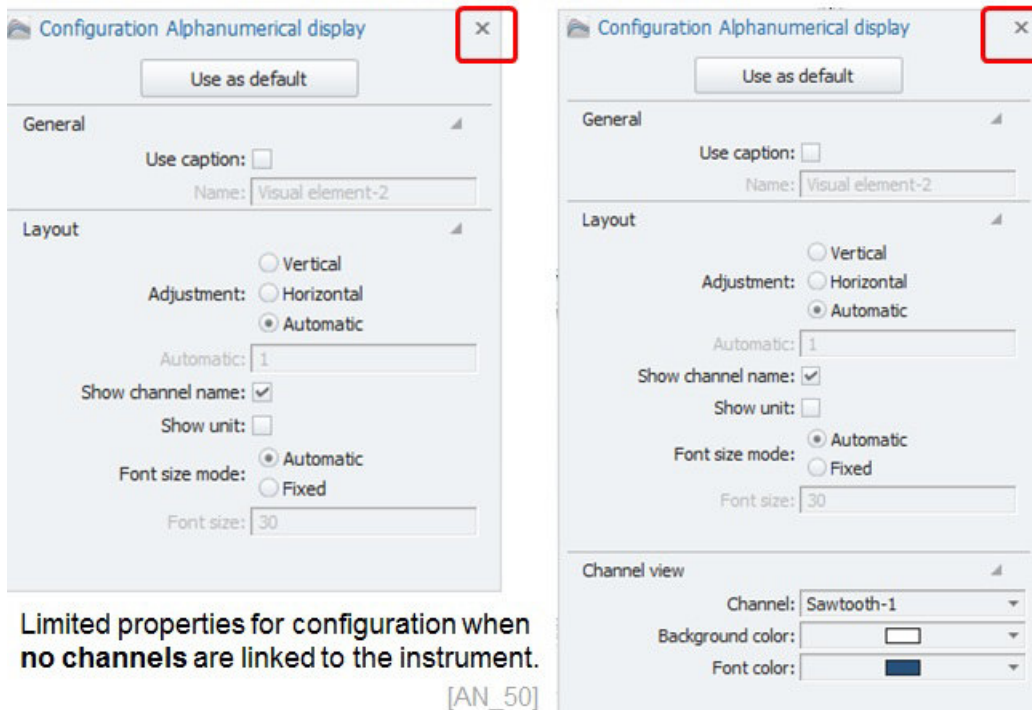 Configuration Alphanumerical display
Use as default
General
Use caption:
Name: Visual element-2
Layout
Vertical
Adjustment: Horizontal
Automatic
Automatic: 1
Show channel name:
Show unit:
Automatic
Font size mode:
Fixed
Font size: 30
Limited properties for configuration when
no channels are linked to the instrument.
[AN_50]
Configuration Alphanumerical display
Use as default
General
Use caption:
Name: Visual element-2
Layout
Vertical
Adjustment: Horizontal
Automatic
Automatic: 1
Show channel name:
Show unit:
Automatic
Font size mode:
Fixed
Font size: 30
Channel view
Channel: Sawtooth-1
Background color:
Font color: